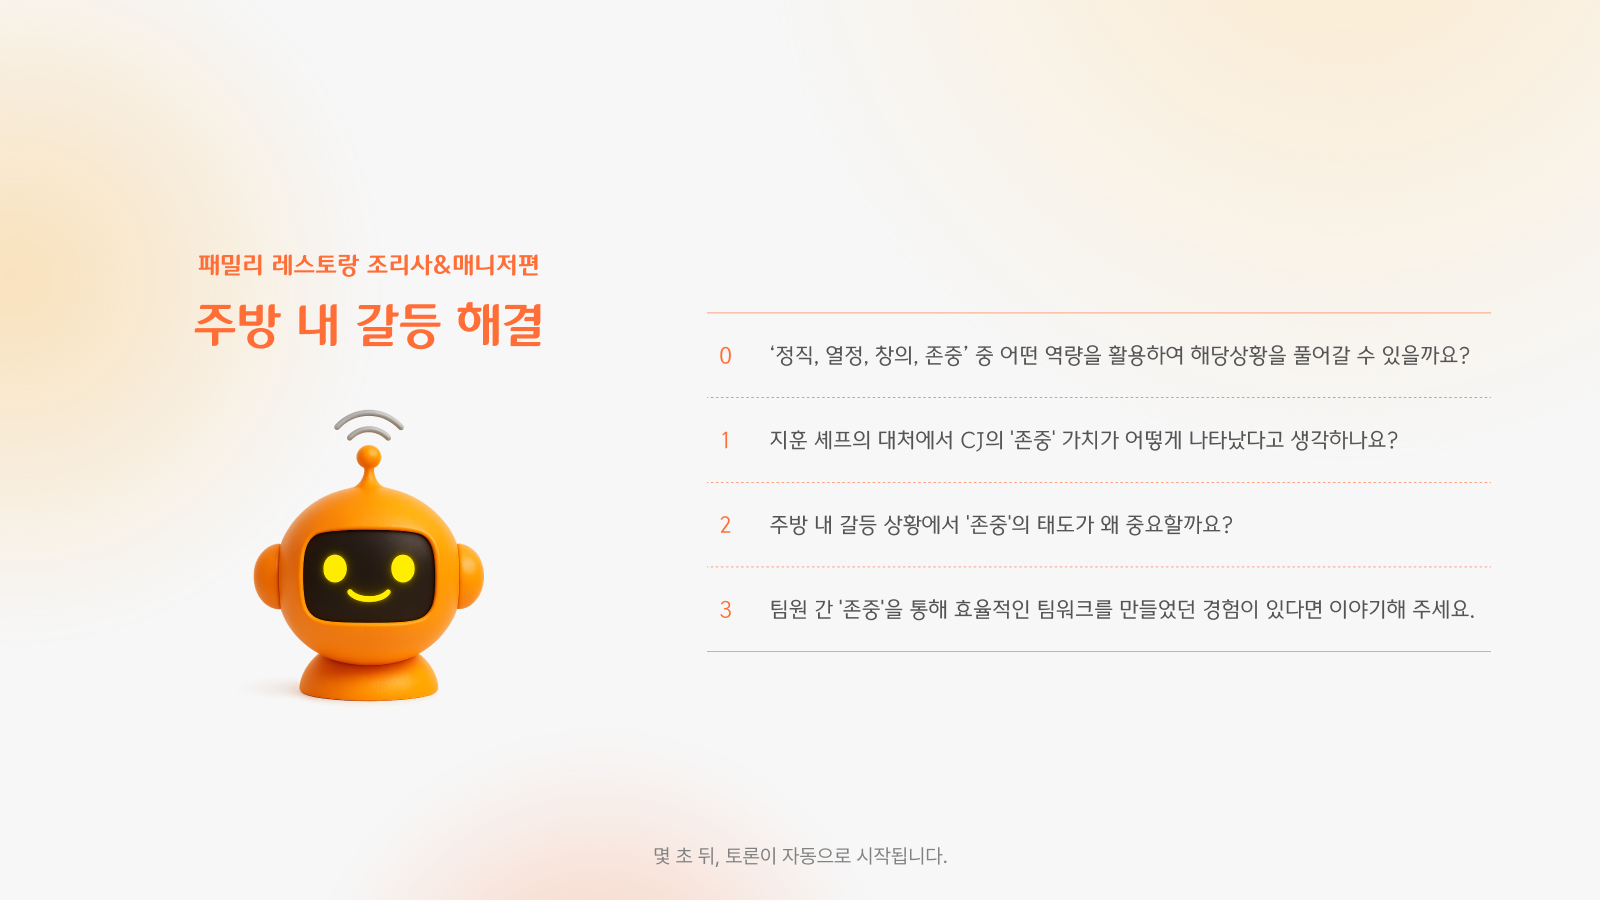 패밀리 레스토랑 조리사&매니저편
주방 내 갈등 해결
0 ‘정직, 열정, 창의, 존중’ 중 어떤 역량을 활용하여 해당상황을 풀어갈 수 있을까요?
1 지훈 셰프의 대처에서 CJ의 '존중' 가치가 어떻게 나타났다고 생각하나요?
2 주방 내 갈등 상황에서 '존중'의 태도가 왜 중요할까요?
3 팀원 간 '존중'을 통해 효율적인 팀워크를 만들었던 경험이 있다면 이야기해 주세요.
몇 초 뒤, 토론이 자동으로 시작됩니다.